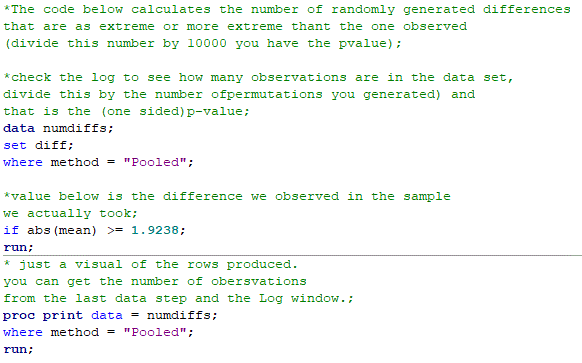 *The code below calculates the number of randomly generated differences
that are as extreme or more extreme thant the one observed
(divide this number by 10000 you have the pvalue);
*check the log to see how many observations are in the data set,
divide this by the number ofpermutations you generated) and
that is the (one sided)p-value;
data numdiffs;
set diff;
where method = "Pooled";
*value below is the difference we observed in the sample
we actually took;
if abs(mean) >= 1.9238;
run;
* just a visual of the rows produced.
you can get the number of obersvations
from the last data step and the Log window.;
proc print data = numdiffs;
where method = "Pooled";
run;